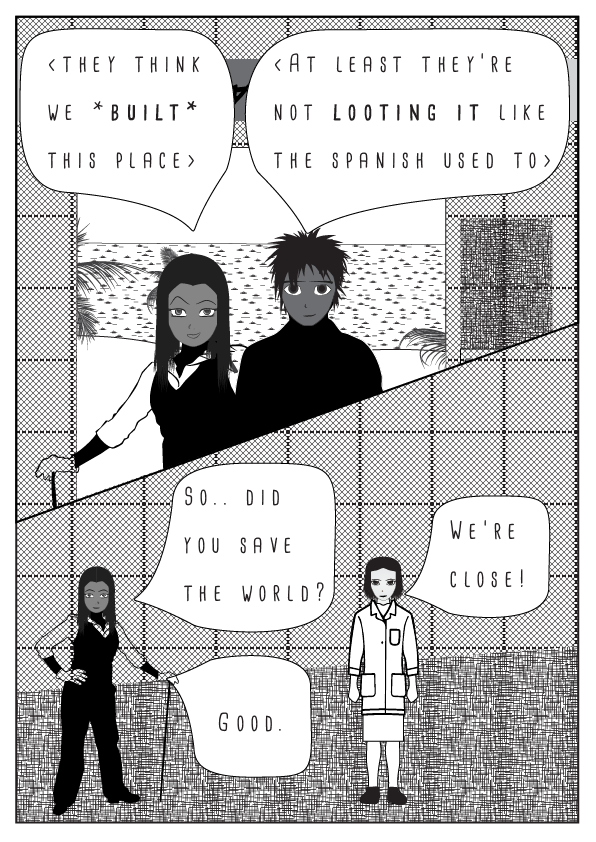 <They think
we *built*
this place>
<At least they're
not looting it like
the Spanish used to>
So.. did
you save
the world?
We're
close!
Good.